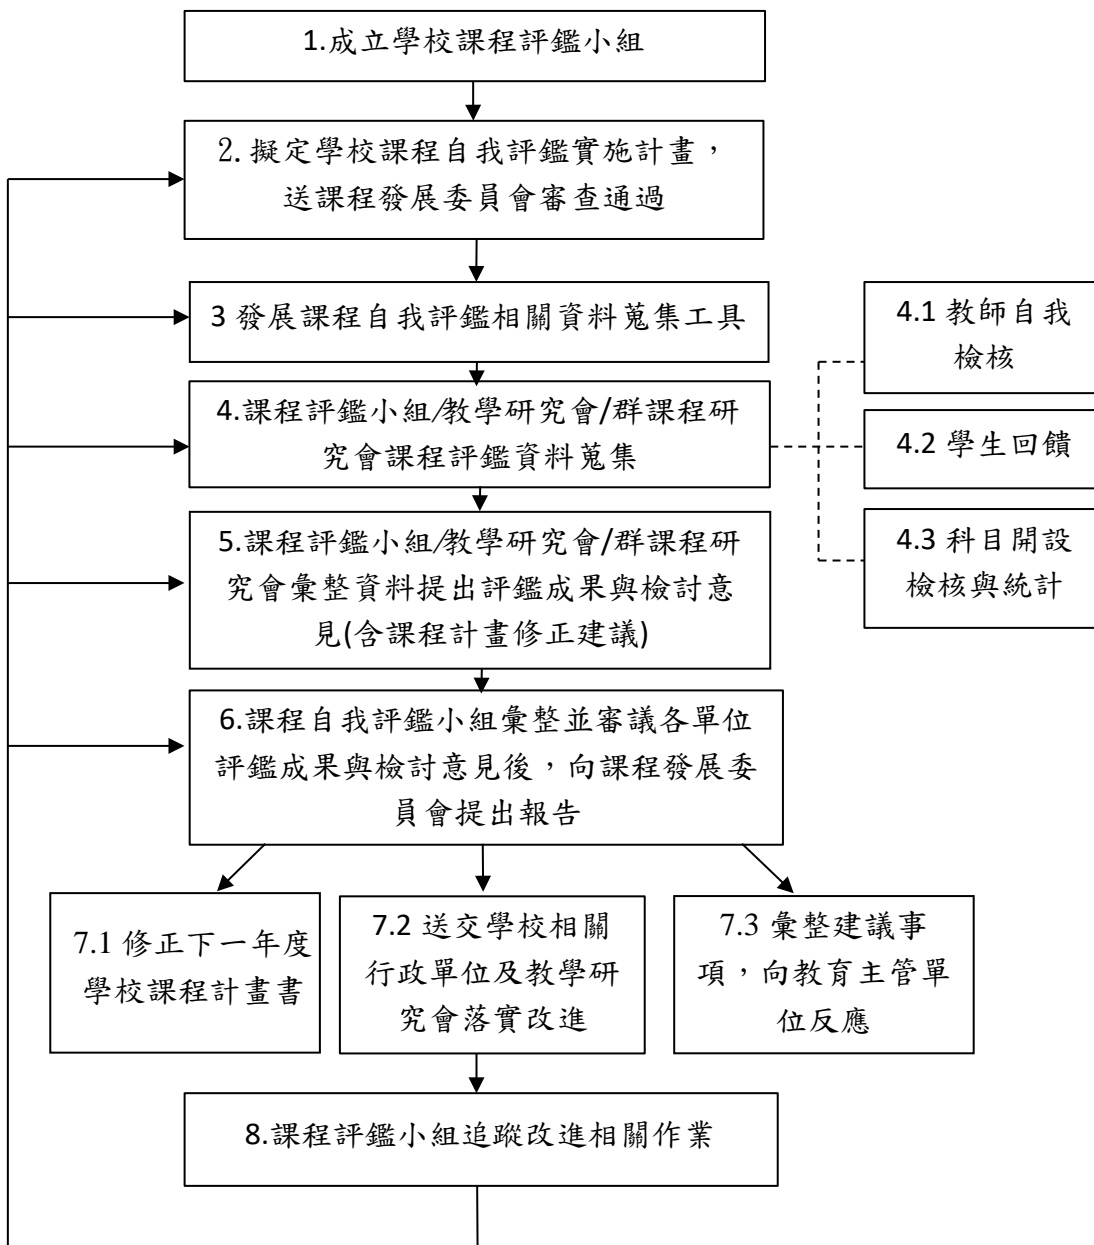 1.成立學校課程評鑑小組
2. 擬定學校課程自我評鑑實施計畫，
送課程發展委員會審查通過
3 發展課程自我評鑑相關資料蒐集工具
4.1 教師自我
檢核
4.課程評鑑小組/教學研究會/群課程研
究會課程評鑑資料蒐集
4.2 學生回饋
4.3 科目開設
檢核與統計
5.課程評鑑小組/教學研究會/群課程研
究會彙整資料提出評鑑成果與檢討意
見(含課程計畫修正建議)
6.課程自我評鑑小組彙整並審議各單位
評鑑成果與檢討意見後，向課程發展委
員會提出報告
7.1 修正下一年度
學校課程計畫書
7.2 送交學校相關
行政單位及教學研
究會落實改進
7.3 彙整建議事
項，向教育主管單
位反應
8.課程評鑑小組追蹤改進相關作業